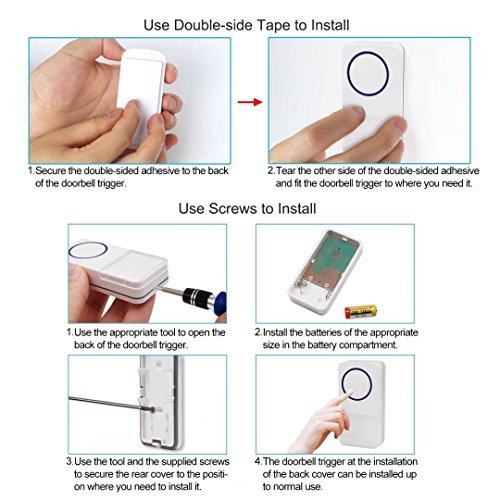 Use Double-side Tape to Install
1.Secure the double-sided adhesive to the back
of the doorbell trigger.
2.Tear the other side of the double-sided adhesive
and fit the doorbell trigger to where you need it.
Use Screws to Install
1.Use the appropriate tool to open the
back of the doorbell trigger.
2.Install the batteries of the appropriate
size in the battery compartment.
3.Use the tool and the supplied screws
to secure the rear cover to the positi-
on where you need to install it.
4.The doorbell trigger at the installation
of the back cover can be installed up
to normal use.